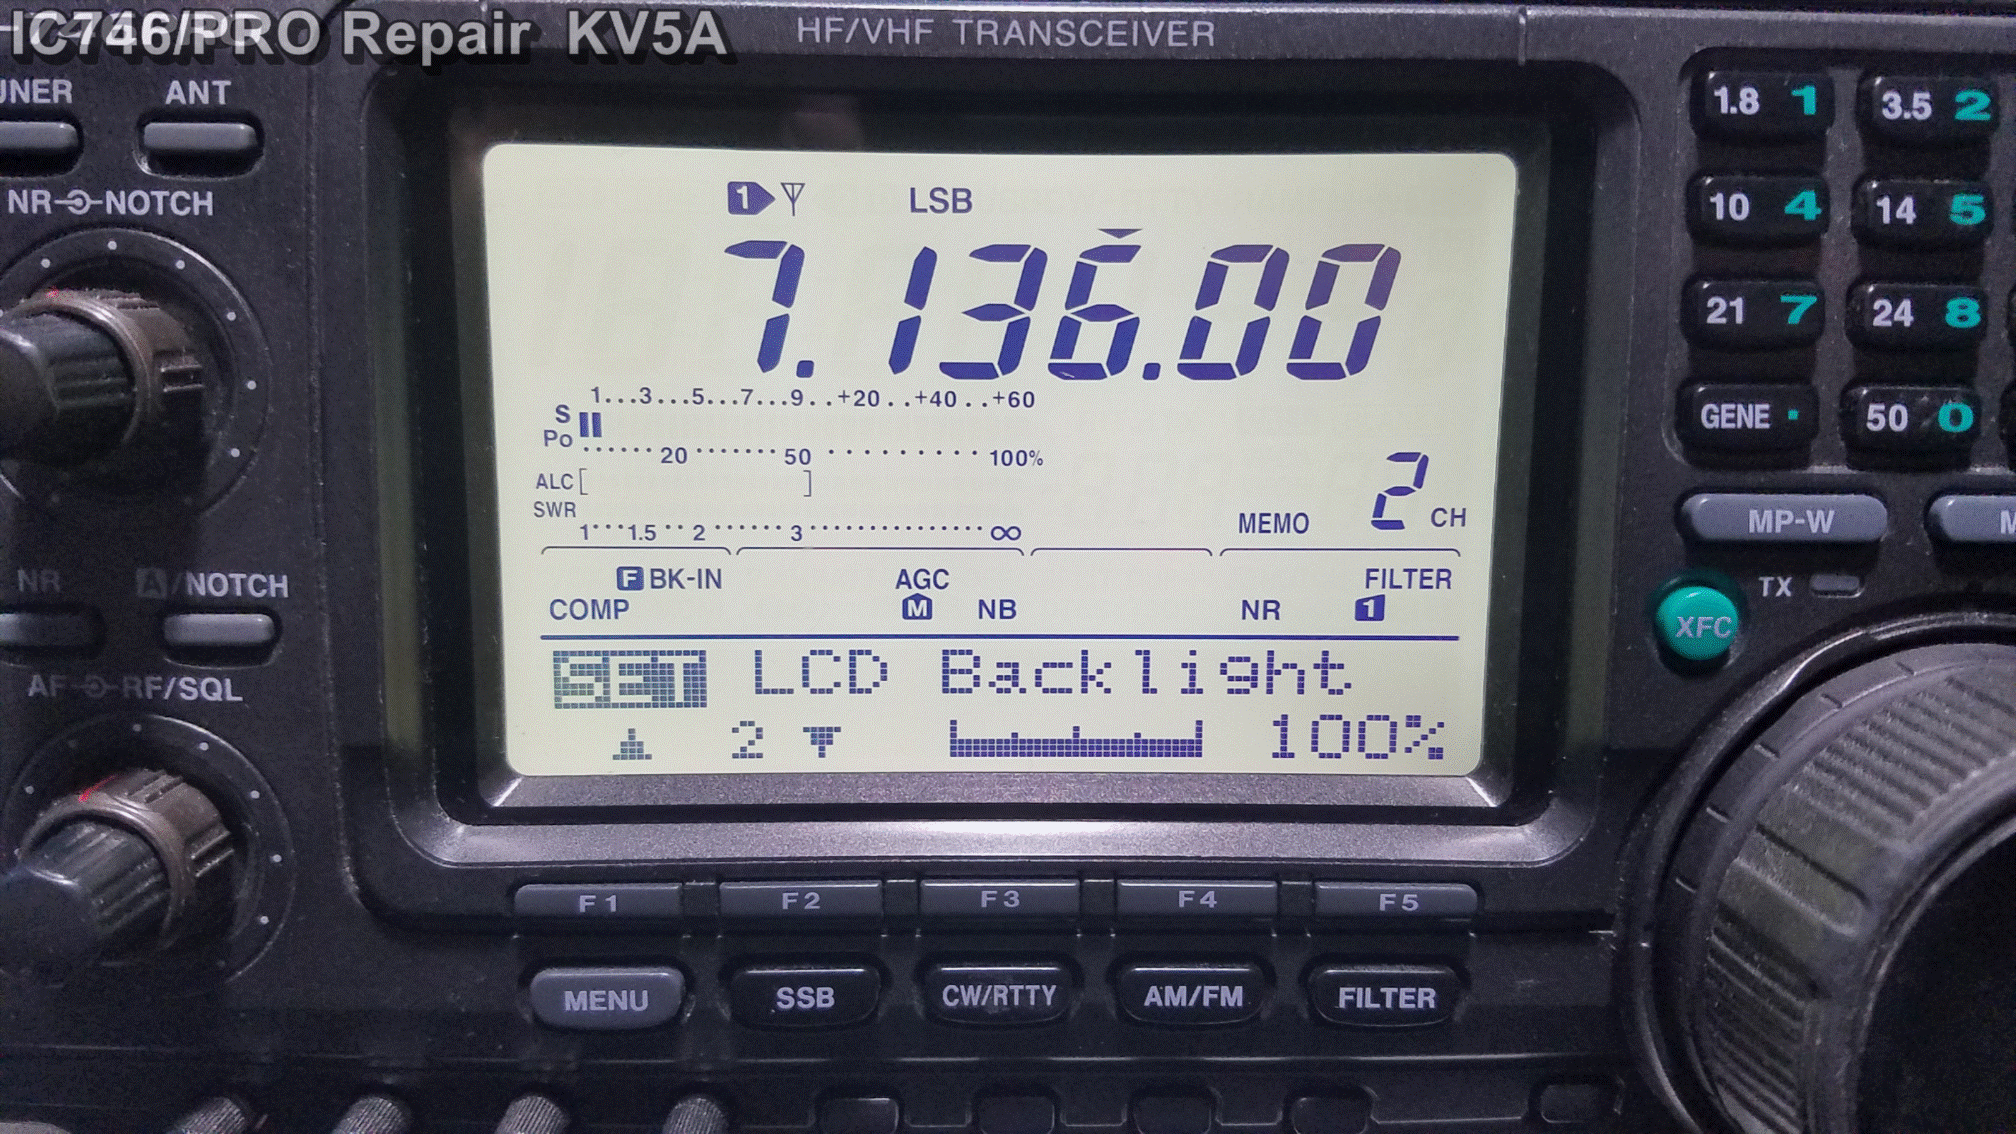 IC746/PRO Repair KV5A
HF/VHF TRANSCEIVER
ANT
NR NOTCH
NR A/NOTCH
AF RF/SQL
1 LSB
7.136.00
1...3...5...7...9..+20..+40..+60
S
Po
20 50 100%
ALC [ ]
SWR
1 1.5 2 3 ∞
MEMO 2 CH
F BK-IN AGC FILTER
COMP M NB NR 1
SET LCD Backlight
▲ 2 ▼ 100%
F1 F2 F3 F4 F5
MENU SSB CW/RTTY AM/FM FILTER
1.8 1 3.5 2
10 4 14 5
21 7 24 8
GENE · 50 0
MP-W
TX
XFC